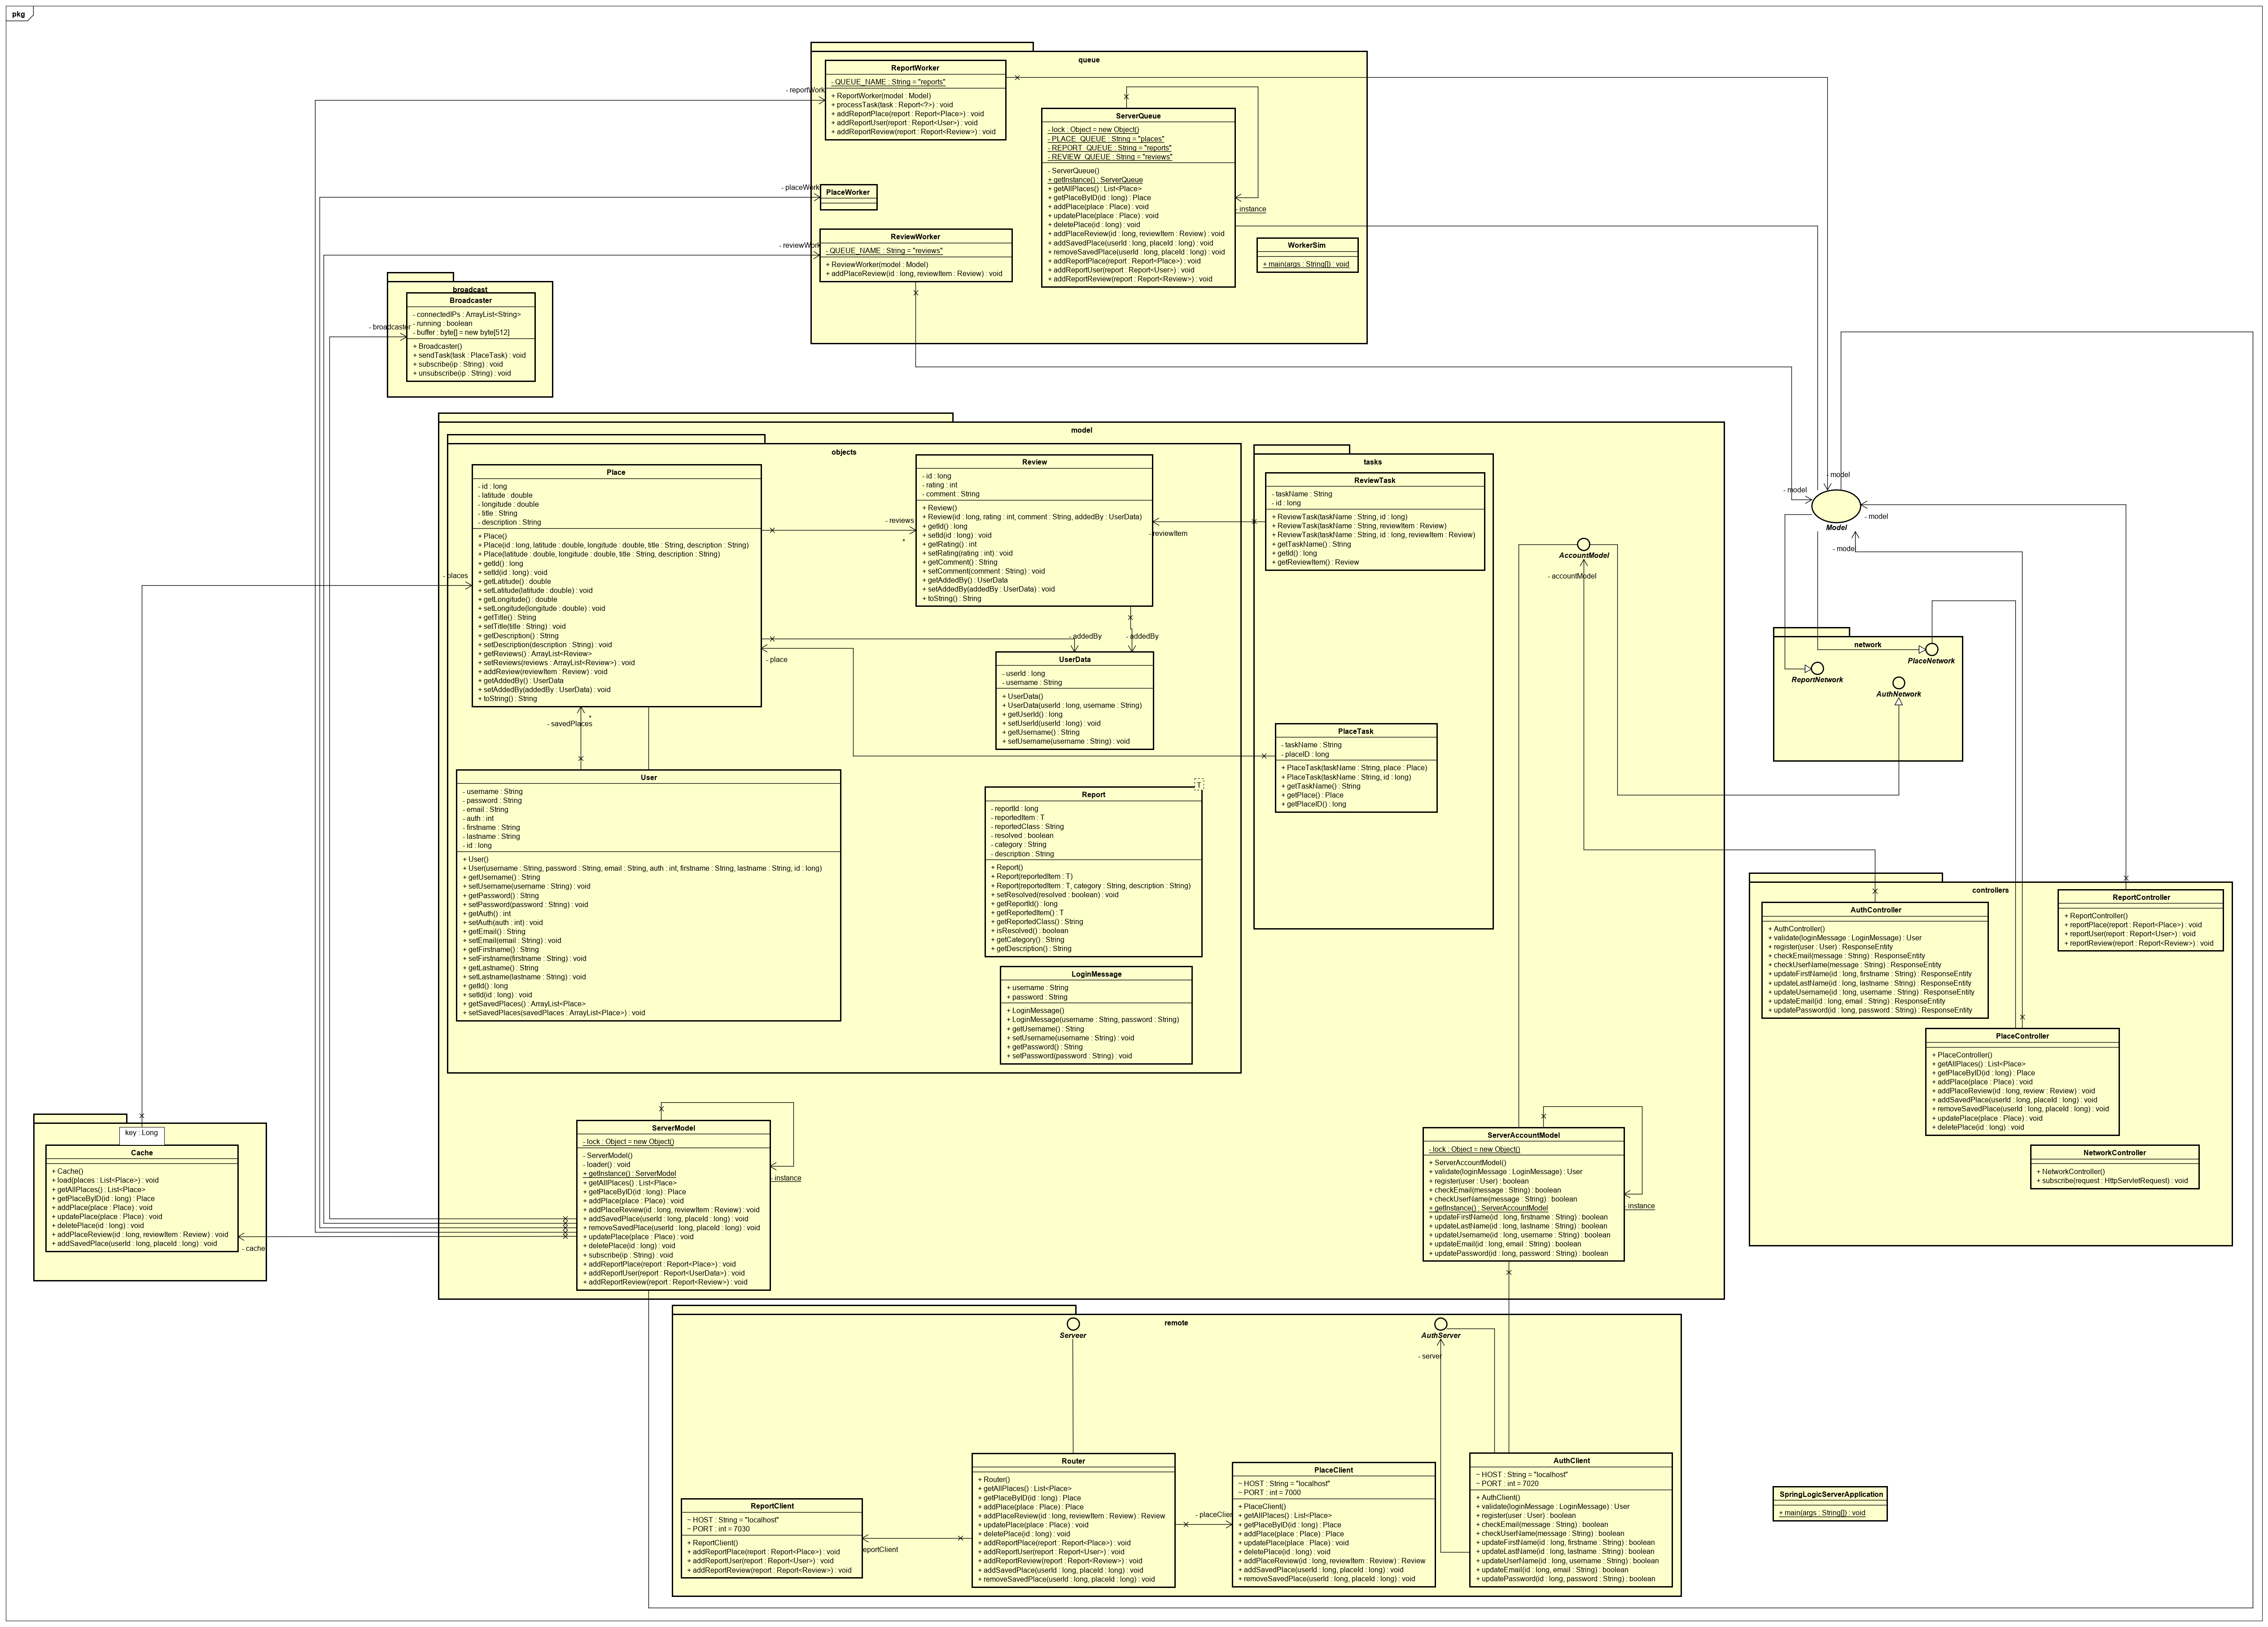 pkg
queue
ReportWorker
- QUEUE_NAME : String = "reports"
+ ReportWorker(model : Model)
+ processTask(task : Report<?>) : void
+ addReportPlace(report : Report<Place>) : void
+ addReportUser(report : Report<User>) : void
+ addReportReview(report : Report<Review>) : void
- reportWork
ServerQueue
- lock : Object = new Object()
- PLACE_QUEUE : String = "places"
- REPORT_QUEUE : String = "reports"
- REVIEW_QUEUE : String = "reviews"
- ServerQueue()
+ getInstance() : ServerQueue
+ getAllPlaces() : List<Place>
+ getPlaceByID(id : long) : Place
+ addPlace(place : Place) : void
+ updatePlace(place : Place) : void
+ deletePlace(id : long) : void
+ addPlaceReview(id : long, reviewItem : Review) : void
+ addSavedPlace(userId : long, placeId : long) : void
+ removeSavedPlace(userId : long, placeId : long) : void
+ addReportPlace(report : Report<Place>) : void
+ addReportUser(report : Report<User>) : void
+ addReportReview(report : Report<Review>) : void
- instance
- placeWork
PlaceWorker
- reviewWork
ReviewWorker
- QUEUE_NAME : String = "reviews"
+ ReviewWorker(model : Model)
+ addPlaceReview(id : long, reviewItem : Review) : void
WorkerSim
+ main(args : String[]) : void
broadcast
Broadcaster
- connectedIPs : ArrayList<String>
- running : boolean
- buffer : byte[] = new byte[512]
+ Broadcaster()
+ sendTask(task : PlaceTask) : void
+ subscribe(ip : String) : void
+ unsubscribe(ip : String) : void
- broadcaster
model
objects
Place
- id : long
- latitude : double
- longitude : double
- title : String
- description : String
+ Place()
+ Place(id : long, latitude : double, longitude : double, title : String, description : String)
+ Place(latitude : double, longitude : double, title : String, description : String)
+ getId() : long
+ setId(id : long) : void
+ getLatitude() : double
+ setLatitude(latitude : double) : void
+ getLongitude() : double
+ setLongitude(longitude : double) : void
+ getTitle() : String
+ setTitle(title : String) : void
+ getDescription() : String
+ setDescription(description : String) : void
+ getReviews() : ArrayList<Review>
+ setReviews(reviews : ArrayList<Review>) : void
+ addReview(reviewItem : Review) : void
+ getAddedBy() : UserData
+ setAddedBy(addedBy : UserData) : void
+ toString() : String
- places
- reviews
*
Review
- id : long
- rating : int
- comment : String
+ Review()
+ Review(id : long, rating : int, comment : String, addedBy : UserData)
+ getId() : long
+ setId(id : long) : void
+ getRating() : int
+ setRating(rating : int) : void
+ getComment() : String
+ setComment(comment : String) : void
+ getAddedBy() : UserData
+ setAddedBy(addedBy : UserData) : void
+ toString() : String
- reviewItem
- addedBy
- addedBy
- place
UserData
- userId : long
- username : String
+ UserData()
+ UserData(userId : long, username : String)
+ getUserId() : long
+ setUserId(userId : long) : void
+ getUsername() : String
+ setUsername(username : String) : void
*
- savedPlaces
User
- username : String
- password : String
- email : String
- auth : int
- firstname : String
- lastname : String
- id : long
+ User()
+ User(username : String, password : String, email : String, auth : int, firstname : String, lastname : String, id : long)
+ getUsername() : String
+ setUsername(username : String) : void
+ getPassword() : String
+ setPassword(password : String) : void
+ getAuth() : int
+ setAuth(auth : int) : void
+ getEmail() : String
+ setEmail(email : String) : void
+ getFirstname() : String
+ setFirstname(firstname : String) : void
+ getLastname() : String
+ setLastname(lastname : String) : void
+ getId() : long
+ setId(id : long) : void
+ getSavedPlaces() : ArrayList<Place>
+ setSavedPlaces(savedPlaces : ArrayList<Place>) : void
T
Report
- reportId : long
- reportedItem : T
- reportedClass : String
- resolved : boolean
- category : String
- description : String
+ Report()
+ Report(reportedItem : T)
+ Report(reportedItem : T, category : String, description : String)
+ setResolved(resolved : boolean) : void
+ getReportId() : long
+ getReportedItem() : T
+ getReportedClass() : String
+ isResolved() : boolean
+ getCategory() : String
+ getDescription() : String
LoginMessage
+ username : String
+ password : String
+ LoginMessage()
+ LoginMessage(username : String, password : String)
+ getUsername() : String
+ setUsername(username : String) : void
+ getPassword() : String
+ setPassword(password : String) : void
tasks
ReviewTask
- taskName : String
- id : long
+ ReviewTask(taskName : String, id : long)
+ ReviewTask(taskName : String, reviewItem : Review)
+ ReviewTask(taskName : String, id : long, reviewItem : Review)
+ getTaskName() : String
+ getId() : long
+ getReviewItem() : Review
PlaceTask
- taskName : String
- placeID : long
+ PlaceTask(taskName : String, place : Place)
+ PlaceTask(taskName : String, id : long)
+ getTaskName() : String
+ getPlace() : Place
+ getPlaceID() : long
AccountModel
- accountModel
- model
- model
- model
- model
Model
network
PlaceNetwork
ReportNetwork
AuthNetwork
controllers
AuthController
+ AuthController()
+ validate(loginMessage : LoginMessage) : User
+ register(user : User) : ResponseEntity
+ checkEmail(message : String) : ResponseEntity
+ checkUserName(message : String) : ResponseEntity
+ updateFirstName(id : long, firstname : String) : ResponseEntity
+ updateLastName(id : long, lastname : String) : ResponseEntity
+ updateUsername(id : long, username : String) : ResponseEntity
+ updateEmail(id : long, email : String) : ResponseEntity
+ updatePassword(id : long, password : String) : ResponseEntity
ReportController
+ ReportController()
+ reportPlace(report : Report<Place>) : void
+ reportUser(report : Report<User>) : void
+ reportReview(report : Report<Review>) : void
PlaceController
+ PlaceController()
+ getAllPlaces() : List<Place>
+ getPlaceByID(id : long) : Place
+ addPlace(place : Place) : void
+ addPlaceReview(id : long, review : Review) : void
+ addSavedPlace(userId : long, placeId : long) : void
+ removeSavedPlace(userId : long, placeId : long) : void
+ updatePlace(place : Place) : void
+ deletePlace(id : long) : void
NetworkController
+ NetworkController()
+ subscribe(request : HttpServletRequest) : void
key : Long
Cache
+ Cache()
+ load(places : List<Place>) : void
+ getAllPlaces() : List<Place>
+ getPlaceByID(id : long) : Place
+ addPlace(place : Place) : void
+ updatePlace(place : Place) : void
+ deletePlace(id : long) : void
+ addPlaceReview(id : long, reviewItem : Review) : void
+ addSavedPlace(userId : long, placeId : long) : void
- cache
ServerModel
- lock : Object = new Object()
- ServerModel()
- loader() : void
+ getInstance() : ServerModel
+ getAllPlaces() : List<Place>
+ getPlaceByID(id : long) : Place
+ addPlace(place : Place) : void
+ addPlaceReview(id : long, reviewItem : Review) : void
+ addSavedPlace(userId : long, placeId : long) : void
+ removeSavedPlace(userId : long, placeId : long) : void
+ updatePlace(place : Place) : void
+ deletePlace(id : long) : void
+ subscribe(ip : String) : void
+ addReportPlace(report : Report<Place>) : void
+ addReportUser(report : Report<UserData>) : void
+ addReportReview(report : Report<Review>) : void
- instance
ServerAccountModel
- lock : Object = new Object()
+ ServerAccountModel()
+ validate(loginMessage : LoginMessage) : User
+ register(user : User) : boolean
+ checkEmail(message : String) : boolean
+ checkUserName(message : String) : boolean
+ getInstance() : ServerAccountModel
+ updateFirstName(id : long, firstname : String) : boolean
+ updateLastName(id : long, lastname : String) : boolean
+ updateUsername(id : long, username : String) : boolean
+ updateEmail(id : long, email : String) : boolean
+ updatePassword(id : long, password : String) : boolean
- instance
remote
Serveer
AuthServer
- server
ReportClient
~ HOST : String = "localhost"
~ PORT : int = 7030
+ ReportClient()
+ addReportPlace(report : Report<Place>) : void
+ addReportUser(report : Report<User>) : void
+ addReportReview(report : Report<Review>) : void
eportClient
Router
+ Router()
+ getAllPlaces() : List<Place>
+ getPlaceByID(id : long) : Place
+ addPlace(place : Place) : Place
+ addPlaceReview(id : long, reviewItem : Review) : Review
+ updatePlace(place : Place) : void
+ deletePlace(id : long) : void
+ addReportPlace(report : Report<Place>) : void
+ addReportUser(report : Report<User>) : void
+ addReportReview(report : Report<Review>) : void
+ addSavedPlace(userId : long, placeId : long) : void
+ removeSavedPlace(userId : long, placeId : long) : void
- placeClier
PlaceClient
~ HOST : String = "localhost"
~ PORT : int = 7000
+ PlaceClient()
+ getAllPlaces() : List<Place>
+ getPlaceByID(id : long) : Place
+ addPlace(place : Place) : Place
+ updatePlace(place : Place) : void
+ deletePlace(id : long) : void
+ addPlaceReview(id : long, reviewItem : Review) : Review
+ addSavedPlace(userId : long, placeId : long) : void
+ removeSavedPlace(userId : long, placeId : long) : void
AuthClient
~ HOST : String = "localhost"
~ PORT : int = 7020
+ AuthClient()
+ validate(loginMessage : LoginMessage) : User
+ register(user : User) : boolean
+ checkEmail(message : String) : boolean
+ checkUserName(message : String) : boolean
+ updateFirstName(id : long, firstname : String) : boolean
+ updateLastName(id : long, lastname : String) : boolean
+ updateUserName(id : long, username : String) : boolean
+ updateEmail(id : long, email : String) : boolean
+ updatePassword(id : long, password : String) : boolean
SpringLogicServerApplication
+ main(args : String[]) : void